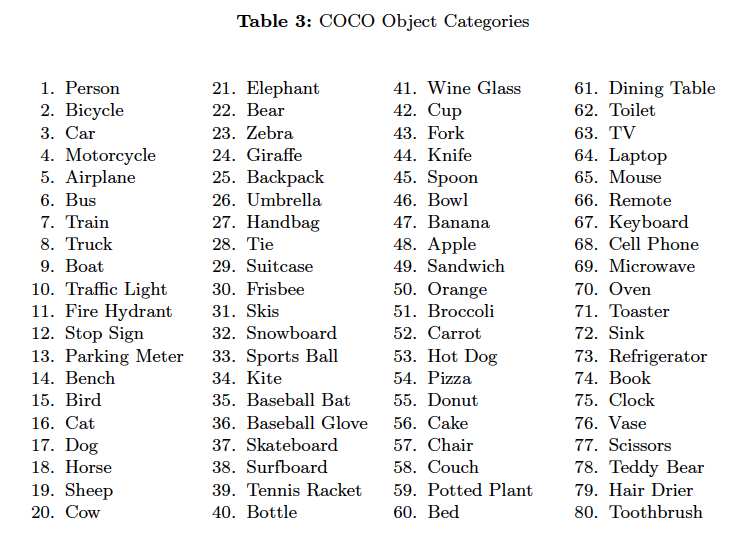 Table 3: COCO Object Categories
1. Person
2. Bicycle
3. Car
4. Motorcycle
5. Airplane
6. Bus
7. Train
8. Truck
9. Boat
10. Traffic Light
11. Fire Hydrant
12. Stop Sign
13. Parking Meter
14. Bench
15. Bird
16. Cat
17. Dog
18. Horse
19. Sheep
20. Cow
21. Elephant
22. Bear
23. Zebra
24. Giraffe
25. Backpack
26. Umbrella
27. Handbag
28. Tie
29. Suitcase
30. Frisbee
31. Skis
32. Snowboard
33. Sports Ball
34. Kite
35. Baseball Bat
36. Baseball Glove
37. Skateboard
38. Surfboard
39. Tennis Racket
40. Bottle
41. Wine Glass
42. Cup
43. Fork
44. Knife
45. Spoon
46. Bowl
47. Banana
48. Apple
49. Sandwich
50. Orange
51. Broccoli
52. Carrot
53. Hot Dog
54. Pizza
55. Donut
56. Cake
57. Chair
58. Couch
59. Potted Plant
60. Bed
61. Dining Table
62. Toilet
63. TV
64. Laptop
65. Mouse
66. Remote
67. Keyboard
68. Cell Phone
69. Microwave
70. Oven
71. Toaster
72. Sink
73. Refrigerator
74. Book
75. Clock
76. Vase
77. Scissors
78. Teddy Bear
79. Hair Drier
80. Toothbrush